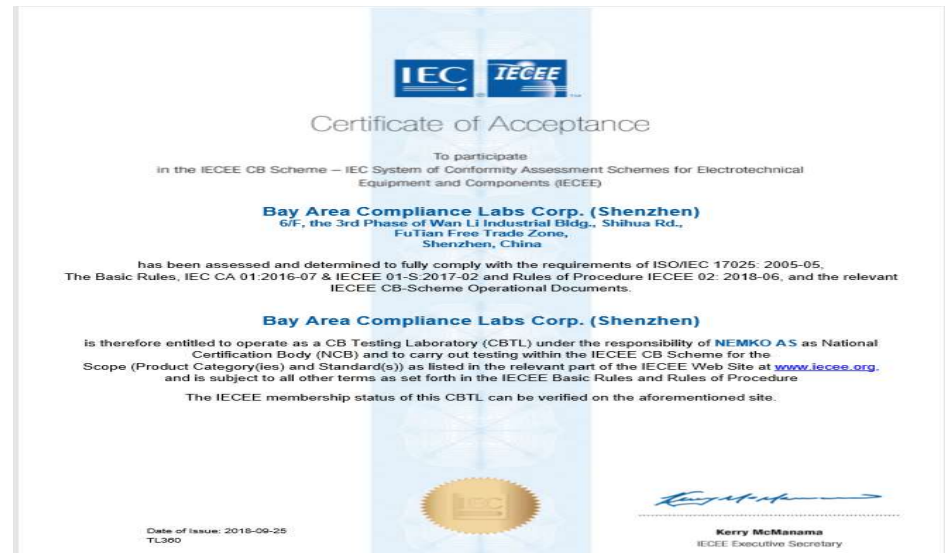 IEC
IECEE
®
TM
Certificate of Acceptance
To participate
in the IECEE CB Scheme – IEC System of Conformity Assessment Schemes for Electrotechnical
Equipment and Components (IECEE)
Bay Area Compliance Labs Corp. (Shenzhen)
6/F, the 3rd Phase of Wan Li Industrial Bldg., Shihua Rd.,
FuTian Free Trade Zone,
Shenzhen, China
has been assessed and determined to fully comply with the requirements of ISO/IEC 17025: 2005-05,
The Basic Rules, IEC CA 01:2016-07 & IECEE 01-S:2017-02 and Rules of Procedure IECEE 02: 2018-06, and the relevant
IECEE CB-Scheme Operational Documents.
Bay Area Compliance Labs Corp. (Shenzhen)
is therefore entitled to operate as a CB Testing Laboratory (CBTL) under the responsibility of NEMKO AS as National
Certification Body (NCB) and to carry out testing within the IECEE CB Scheme for the
Scope (Product Category(ies) and Standard(s)) as listed in the relevant part of the IECEE Web Site at www.iecee.org,
and is subject to all other terms as set forth in the IECEE Basic Rules and Rules of Procedure
The IECEE membership status of this CBTL can be verified on the aforementioned site.
IEC
Date of Issue: 2018-09-25
TL360
Kerry McManama
IECEE Executive Secretary